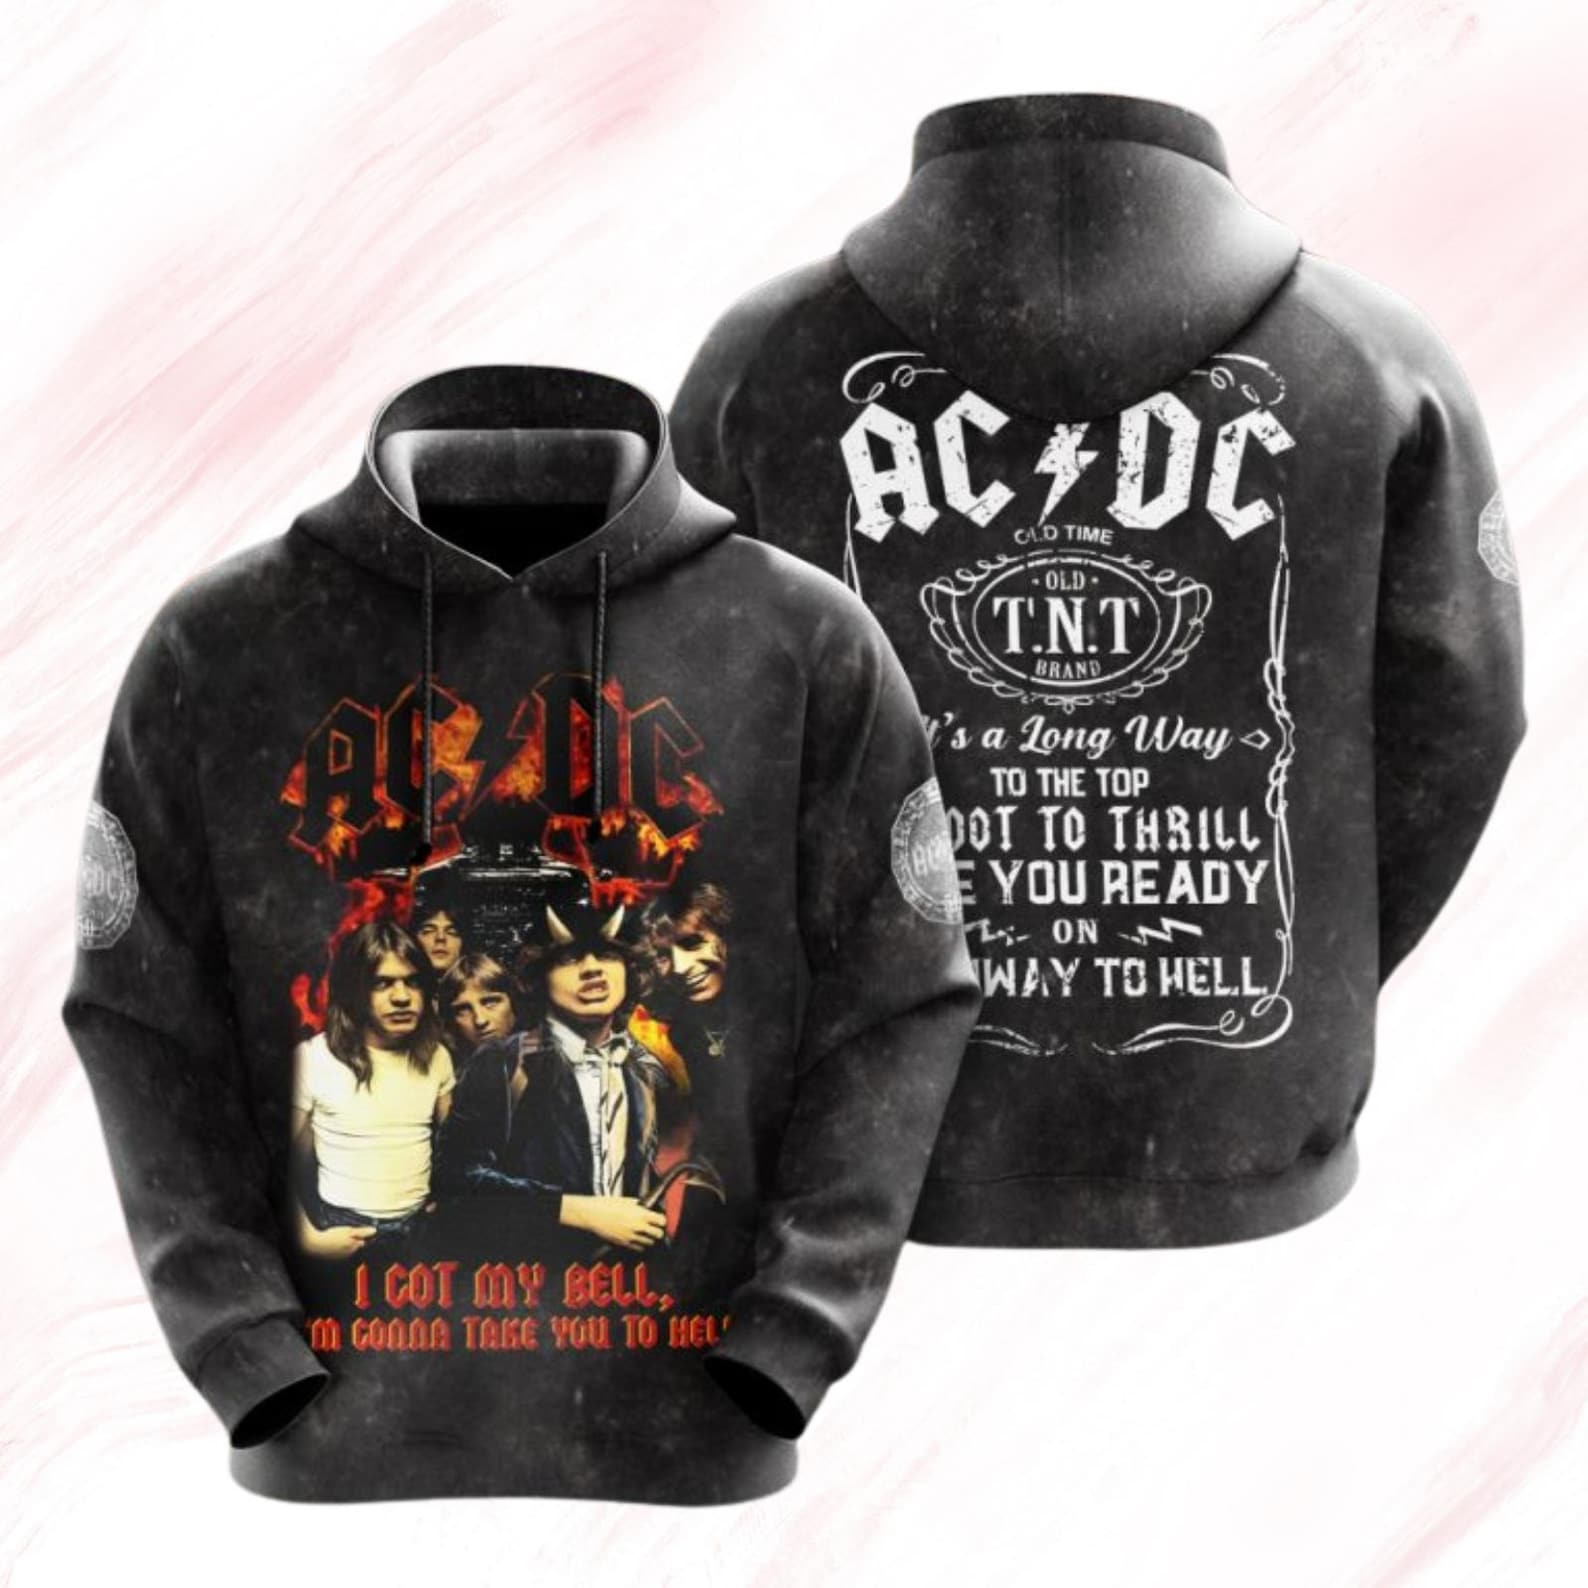 AC DC
I GOT MY BELL,
'M GONNA TAKE YOU TO HEL
AC DC
OLD TIME
OLD
T.N.T
BRAND
t's a Long Way
TO THE TOP
OOT TO THRILL
E YOU READY
ON
WAY TO HELL